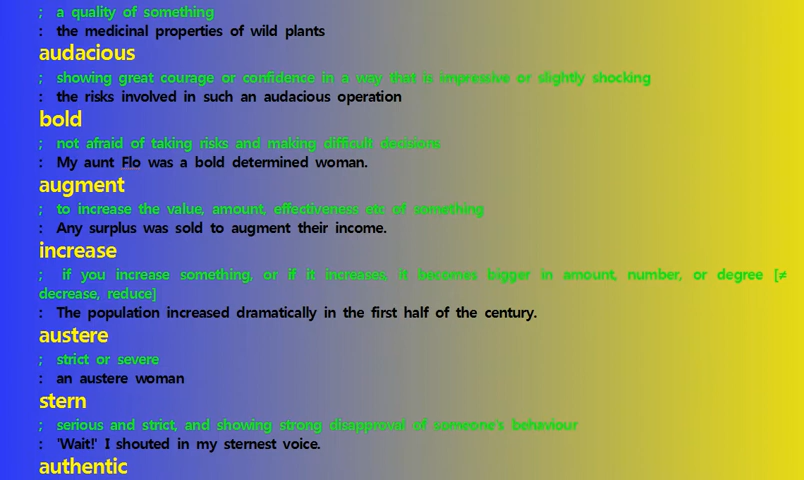 ; a quality of something
: the medicinal properties of wild plants
audacious
; showing great courage or confidence in a way that is impressive or slightly shocking
: the risks involved in such an audacious operation
bold
; not afraid of taking risks and making difficult decisions
: My aunt Flo was a bold determined woman.
augment
; to increase the value, amount, effectiveness etc of something
: Any surplus was sold to augment their income.
increase
; if you increase something, or if it increases, it becomes bigger in amount, number, or degree [≠
decrease, reduce]
: The population increased dramatically in the first half of the century.
austere
; strict or severe
: an austere woman
stern
; serious and strict, and showing strong disapproval of someone's behaviour
: 'Wait!' I shouted in my sternest voice.
authentic